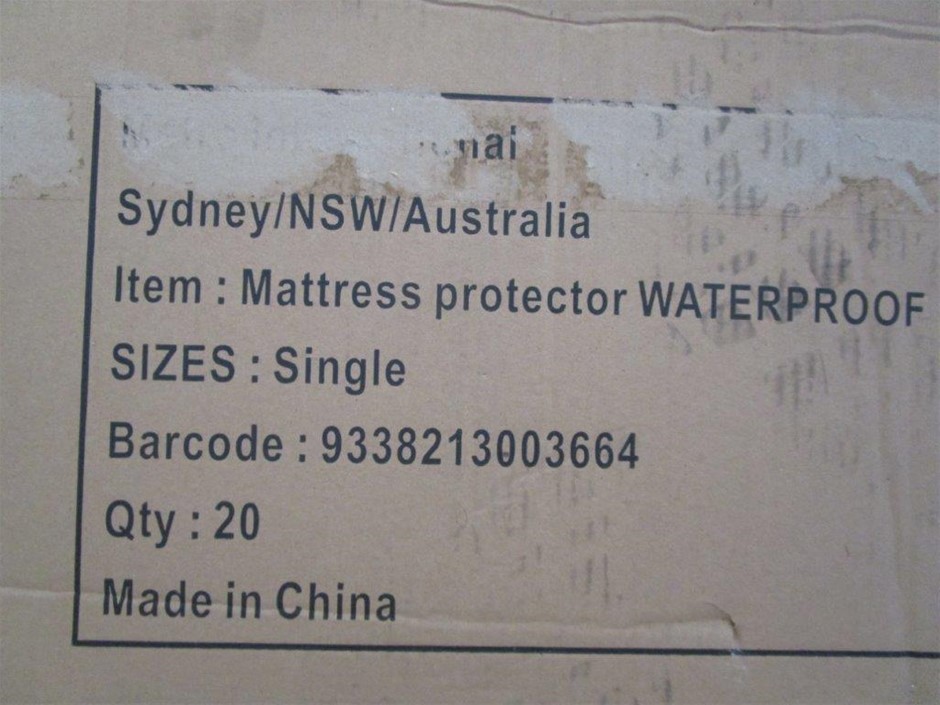 Sydney/NSW/Australia
Item : Mattress protector WATERPROOF
SIZES : Single
Barcode : 9338213003664
Qty : 20
Made in China